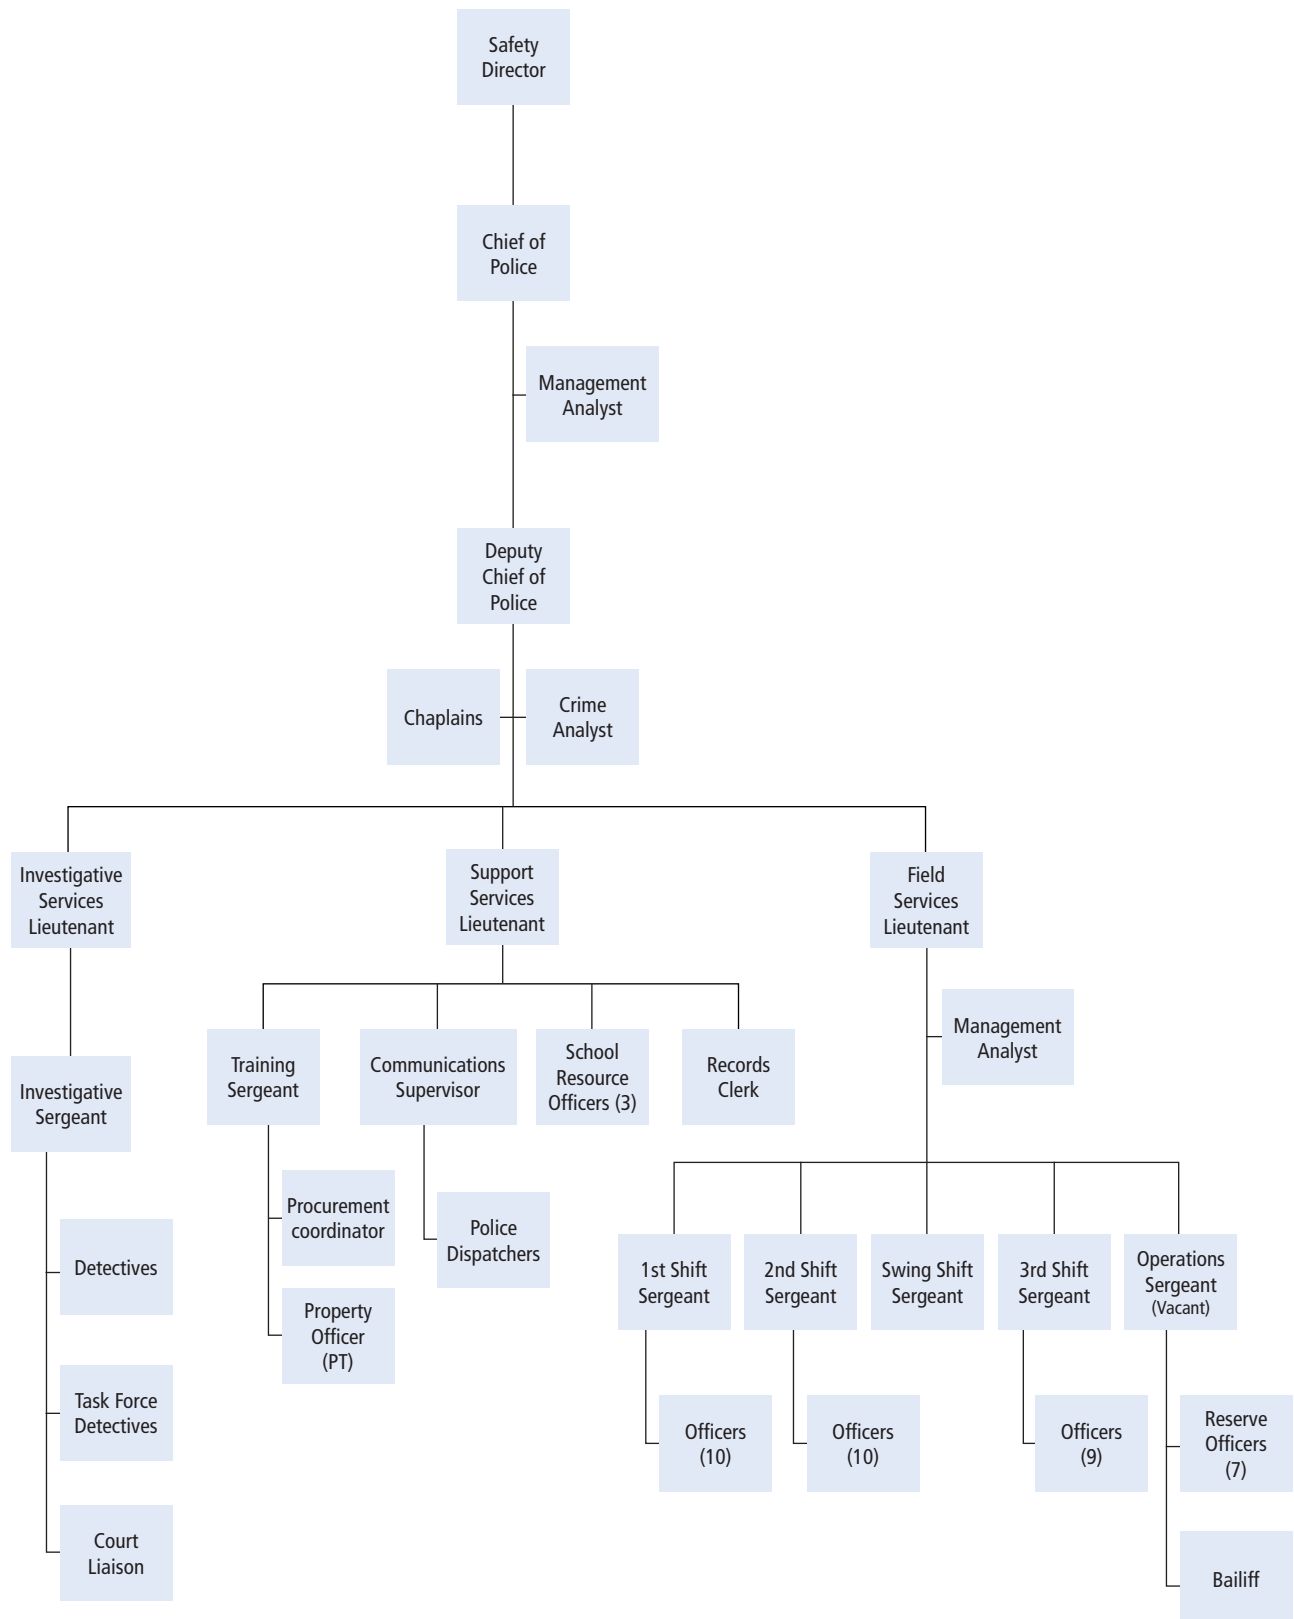 Safety
Director
Chief of
Police
Management
Analyst
Deputy
Chief of
Police
Chaplains
Crime
Analyst
Investigative
Services
Lieutenant
Support
Services
Lieutenant
Field
Services
Lieutenant
Management
Analyst
Investigative
Sergeant
Training
Sergeant
Communications
Supervisor
School
Resource
Officers (3)
Records
Clerk
Detectives
Task Force
Detectives
Court
Liaison
Procurement
coordinator
Property
Officer
(PT)
Police
Dispatchers
1st Shift
Sergeant
2nd Shift
Sergeant
Swing Shift
Sergeant
3rd Shift
Sergeant
Operations
Sergeant
(Vacant)
Officers
(10)
Officers
(10)
Officers
(9)
Reserve
Officers
(7)
Bailiff